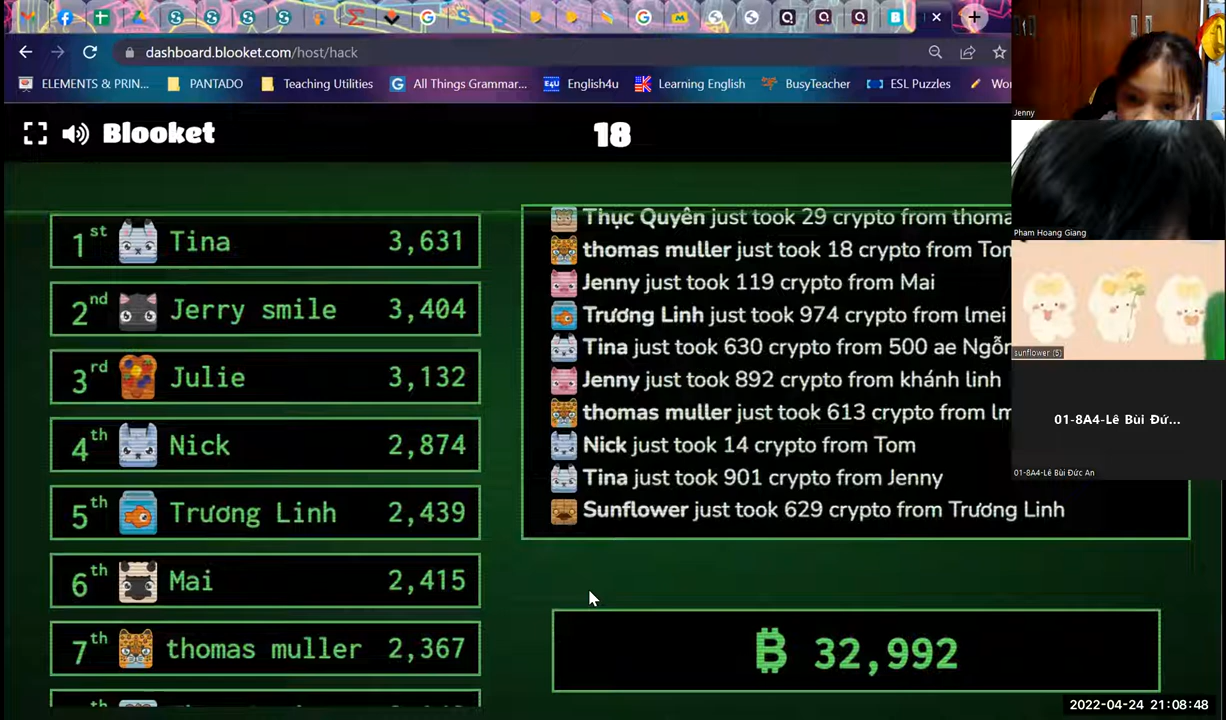 dashboard.blooket.com/host/hack
ELEMENTS & PRIN...
PANTADO
Teaching Utilities
All Things Grammar...
English4u
Learning English
BusyTeacher
ESL Puzzles
Wor
Jenny
Blooket
18
Pham Hoang Giang
1st Tina 3,631
2nd Jerry smile 3,404
3rd Julie 3,132
4th Nick 2,874
5th Trương Linh 2,439
6th Mai 2,415
7th thomas muller 2,367
Thục Quyên just took 29 crypto from thoma
thomas muller just took 18 crypto from Tom
Jenny just took 119 crypto from Mai
Trương Linh just took 974 crypto from lmei
Tina just took 630 crypto from 500 ae Ngỗn
Jenny just took 892 crypto from khánh linh
thomas muller just took 613 crypto from lm
Nick just took 14 crypto from Tom
Tina just took 901 crypto from Jenny
Sunflower just took 629 crypto from Trương Linh
sunflower (5)
01-8A4-Lê Bùi Đứ...
01-8A4-Lê Bùi Đức An
₿ 32,992
2022-04-24 21:08:48